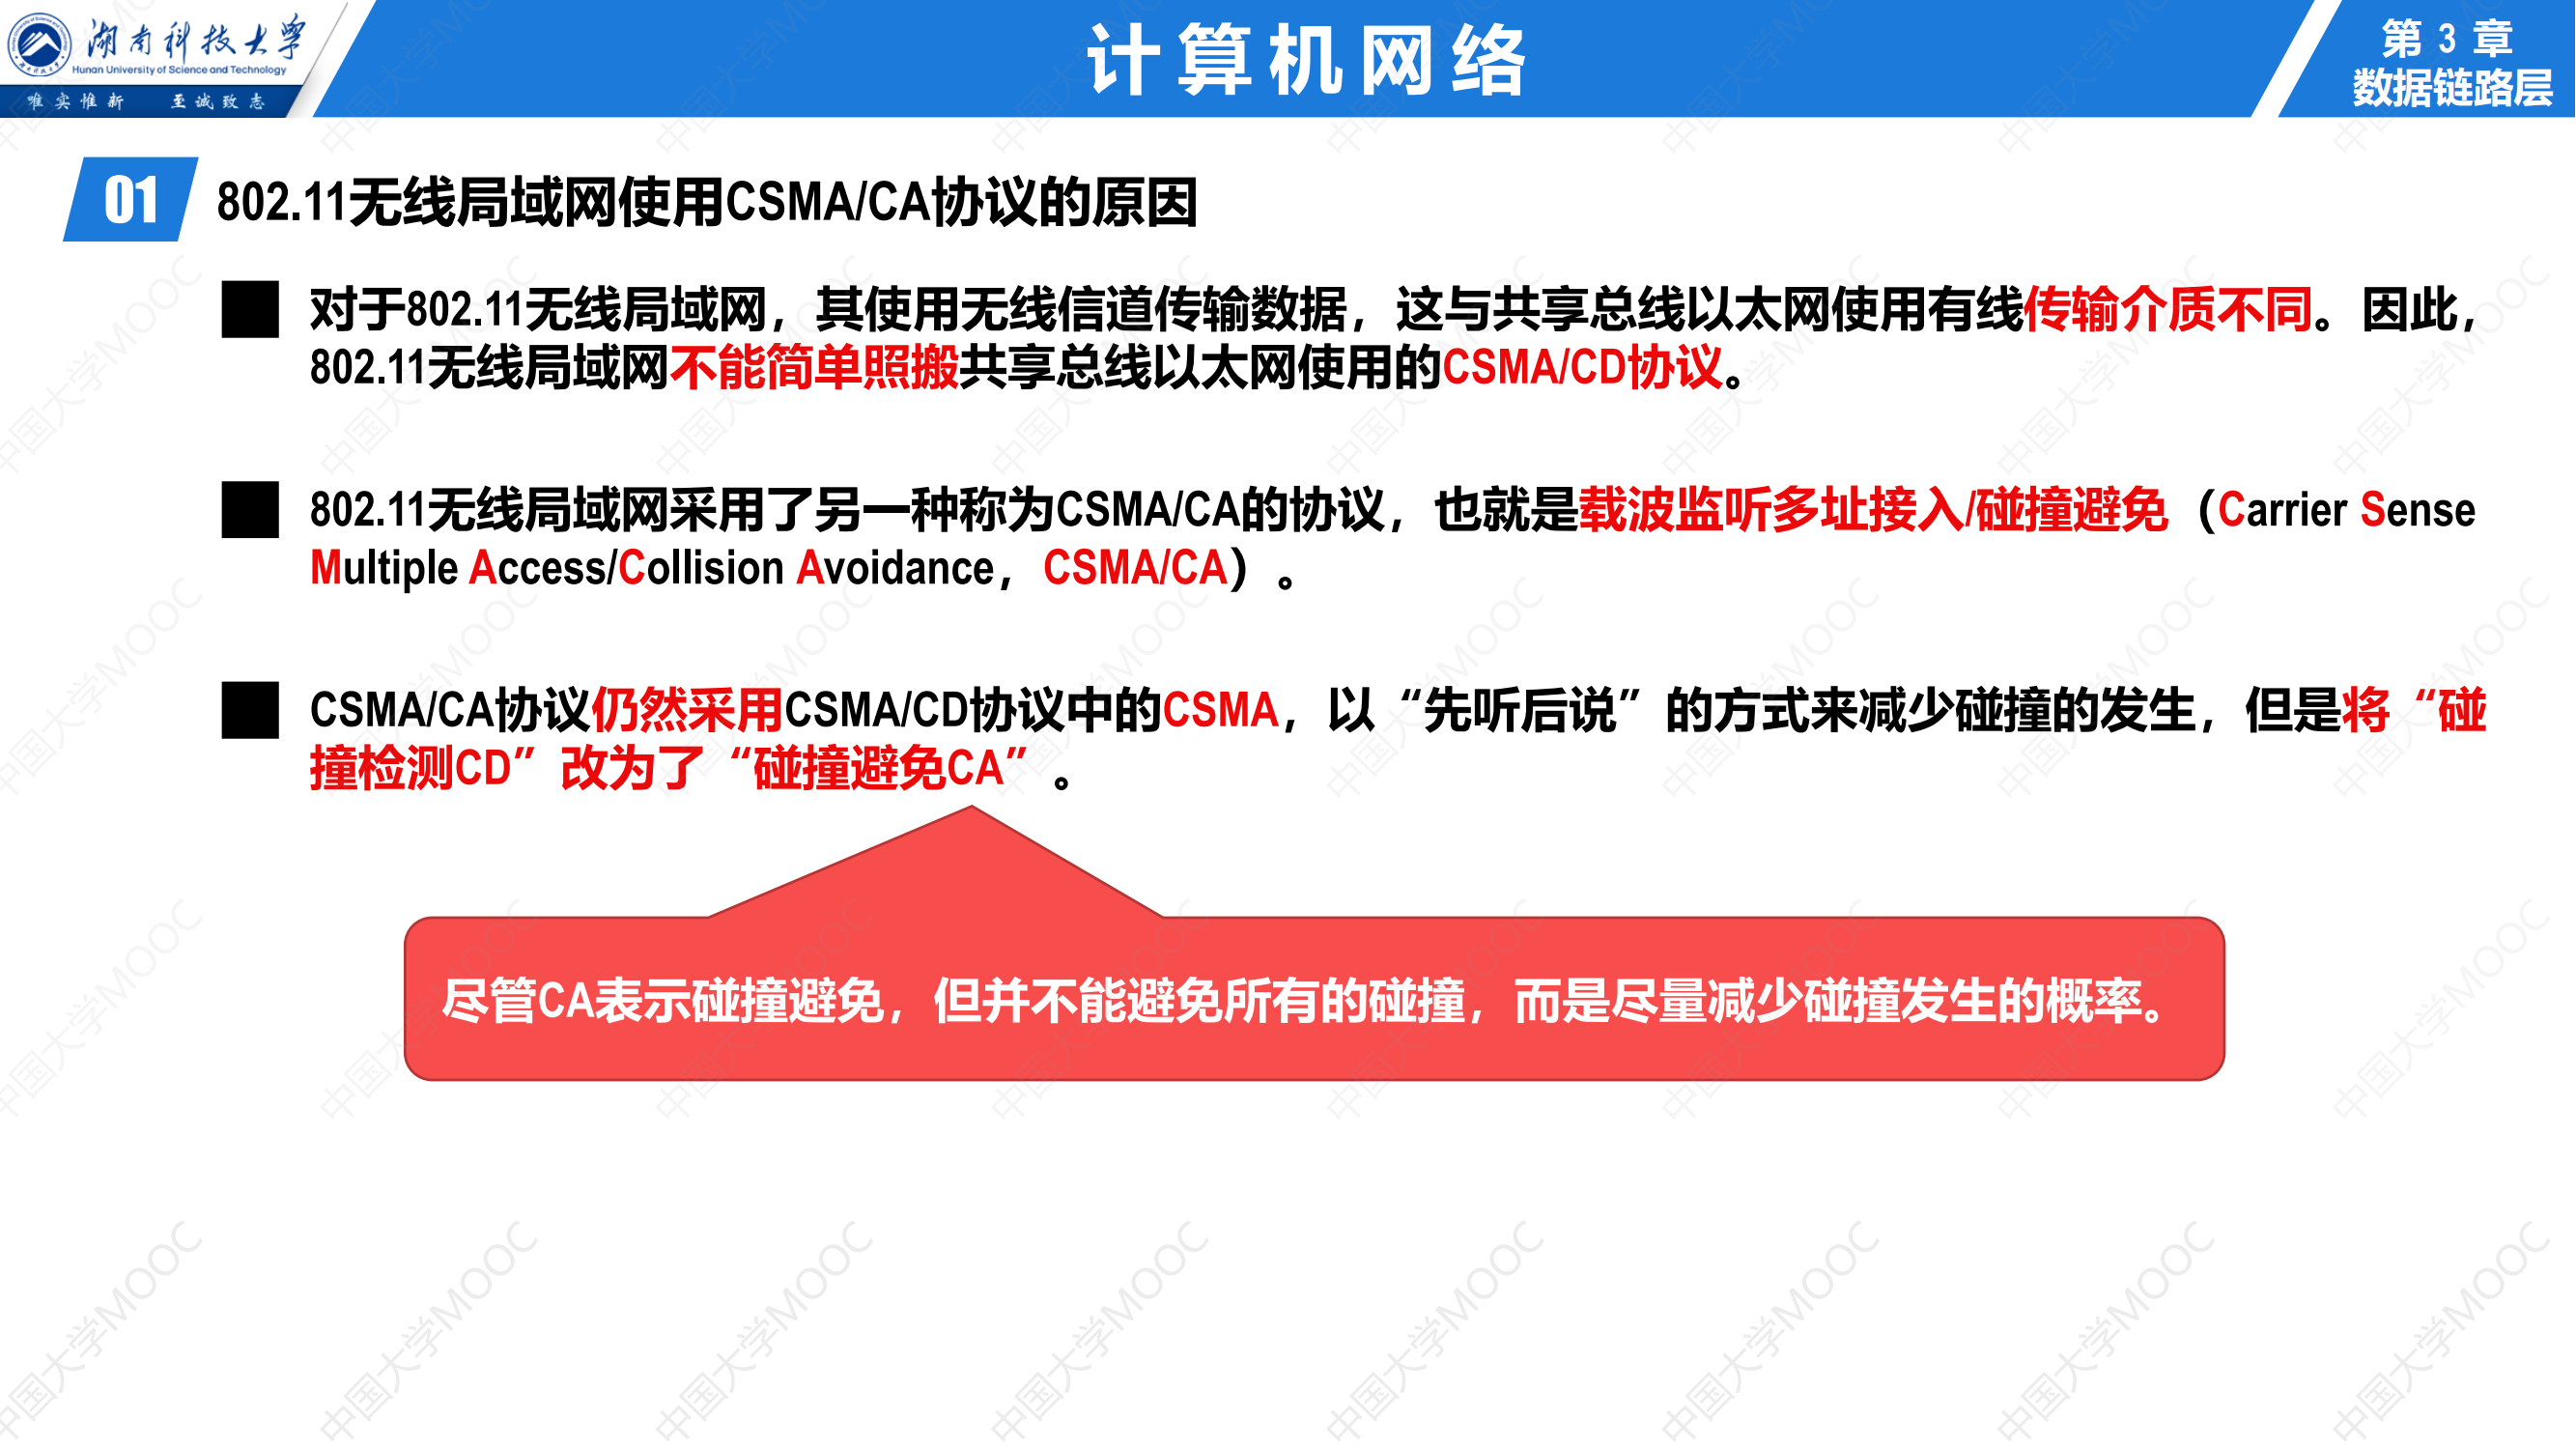 湖南科技大学
Hunan University of Science and Technology
唯实惟新 至诚致志
计算机网络
第 3 章
数据链路层
01
802.11无线局域网使用CSMA/CA协议的原因
对于802.11无线局域网，其使用无线信道传输数据，这与共享总线以太网使用有线传输介质不同。因此，
802.11无线局域网不能简单照搬共享总线以太网使用的CSMA/CD协议。
802.11无线局域网采用了另一种称为CSMA/CA的协议，也就是载波监听多址接入/碰撞避免（Carrier Sense
Multiple Access/Collision Avoidance，CSMA/CA）。
CSMA/CA协议仍然采用CSMA/CD协议中的CSMA，以“先听后说”的方式来减少碰撞的发生，但是将“碰
撞检测CD”改为了“碰撞避免CA”。
尽管CA表示碰撞避免，但并不能避免所有的碰撞，而是尽量减少碰撞发生的概率。
中国大学MOOC